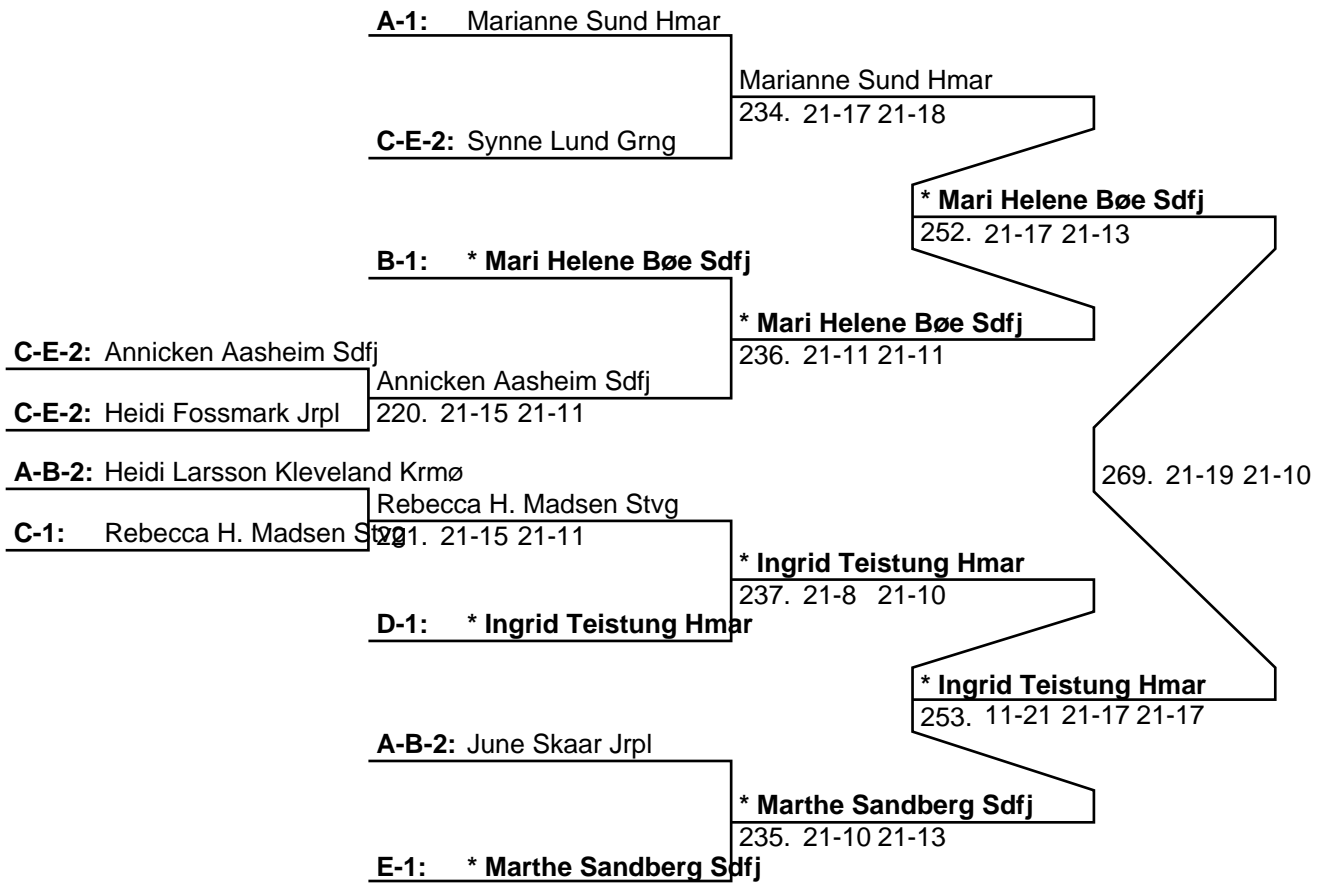 A-1: Marianne Sund Hmar
Marianne Sund Hmar
234. 21-17 21-18
C-E-2: Synne Lund Grng
* Mari Helene Bøe Sdfj
252. 21-17 21-13
B-1: * Mari Helene Bøe Sdfj
* Mari Helene Bøe Sdfj
236. 21-11 21-11
C-E-2: Annicken Aasheim Sdfj
Annicken Aasheim Sdfj
220. 21-15 21-11
C-E-2: Heidi Fossmark Jrpl
A-B-2: Heidi Larsson Kleveland Krmø
269. 21-19 21-10
Rebecca H. Madsen Stvg
221. 21-15 21-11
C-1: Rebecca H. Madsen Stvg
* Ingrid Teistung Hmar
237. 21-8 21-10
D-1: * Ingrid Teistung Hmar
* Ingrid Teistung Hmar
253. 11-21 21-17 21-17
A-B-2: June Skaar Jrpl
* Marthe Sandberg Sdfj
235. 21-10 21-13
E-1: * Marthe Sandberg Sdfj